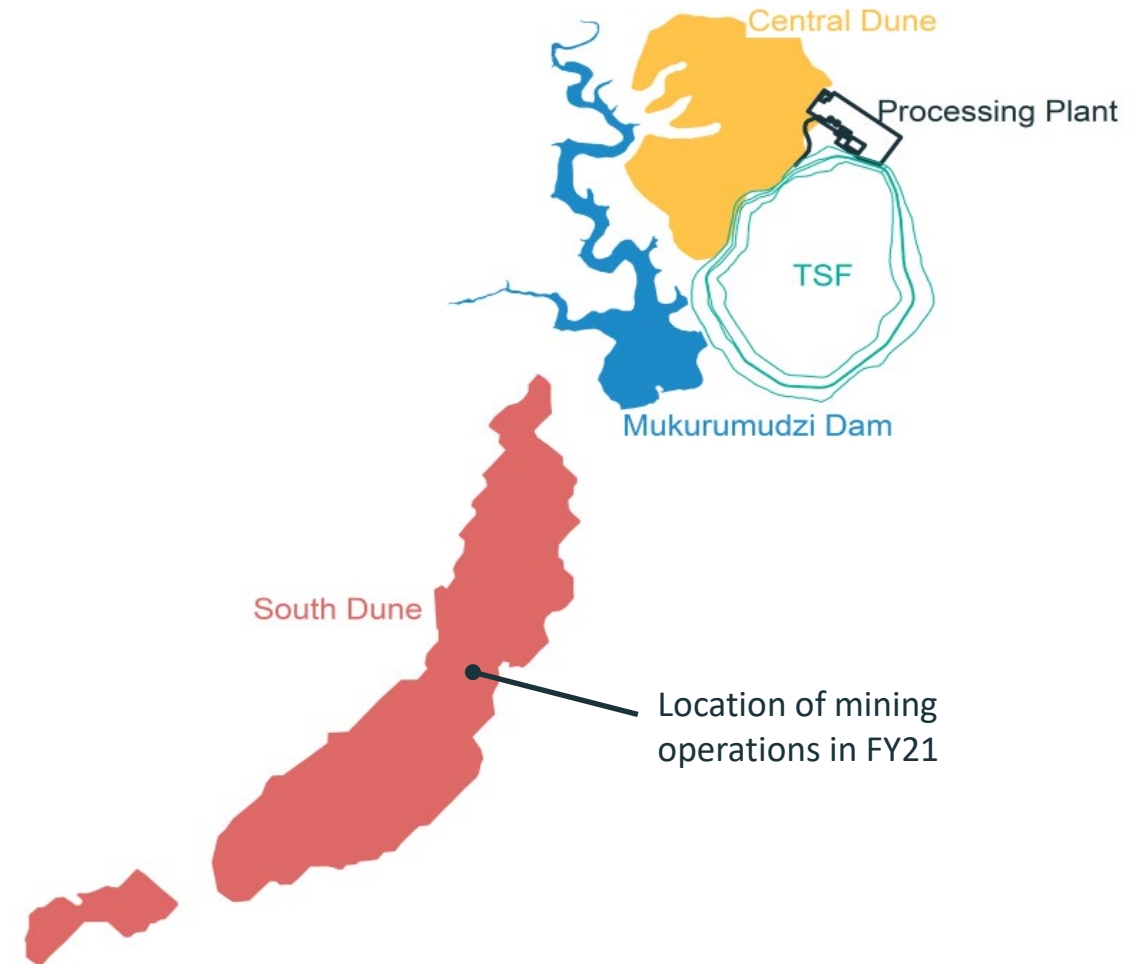 Central Dune
Processing Plant
TSF
Mukurumudzi Dam
South Dune
Location of mining
operations in FY21